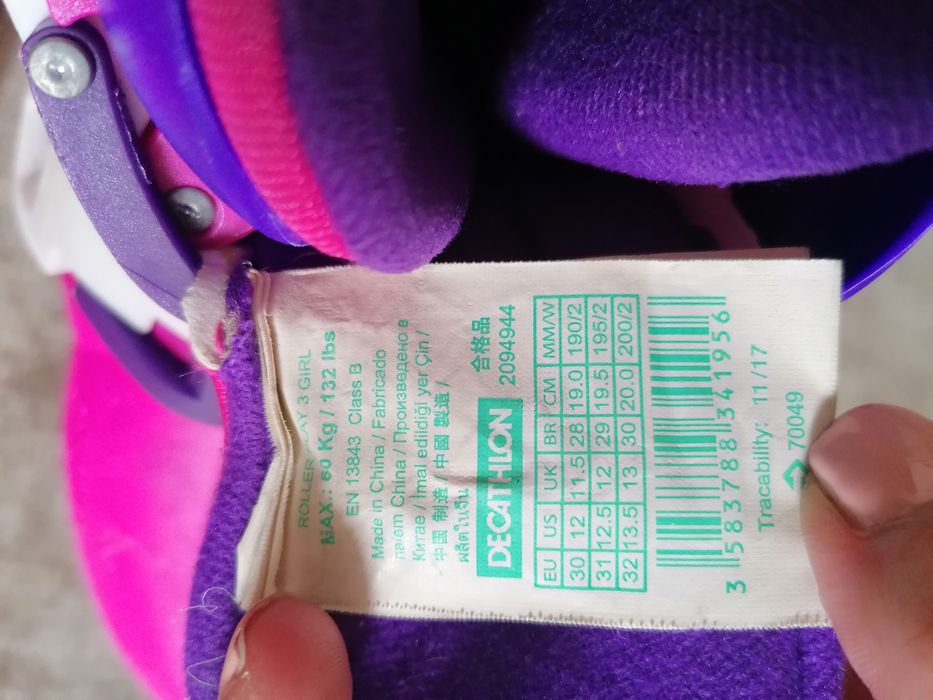 ROLLER AY 3 GIRL
MAX.: 60 Kg / 132 lbs
EN 13843 Class B
Made in China / Fabricado
na/em China / Произведено в
Китае / Imal edildiği yer Çin /
中国 制造 / 中國 製造 /
ผลิตในจีน
合格品
DECATHLON 2094944
EU US UK BR CM MM/W
30 12 11.5 28 19.0 190/2
31 12.5 12 29 19.5 195/2
32 13.5 13 30 20.0 200/2
3 583788 341956
Tracability: 11/17
70049